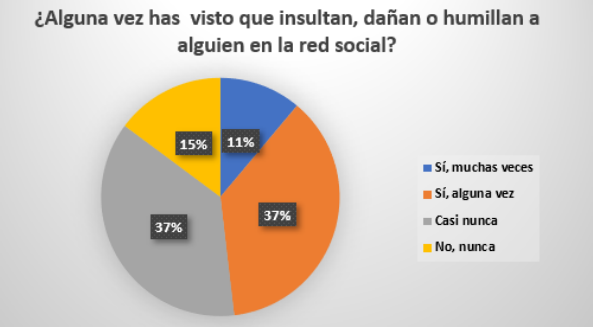 ¿Alguna vez has visto que insultan, dañan o humillan a
alguien en la red social?
15%
11%
37%
37%
Sí, muchas veces
Sí, alguna vez
Casi nunca
No, nunca